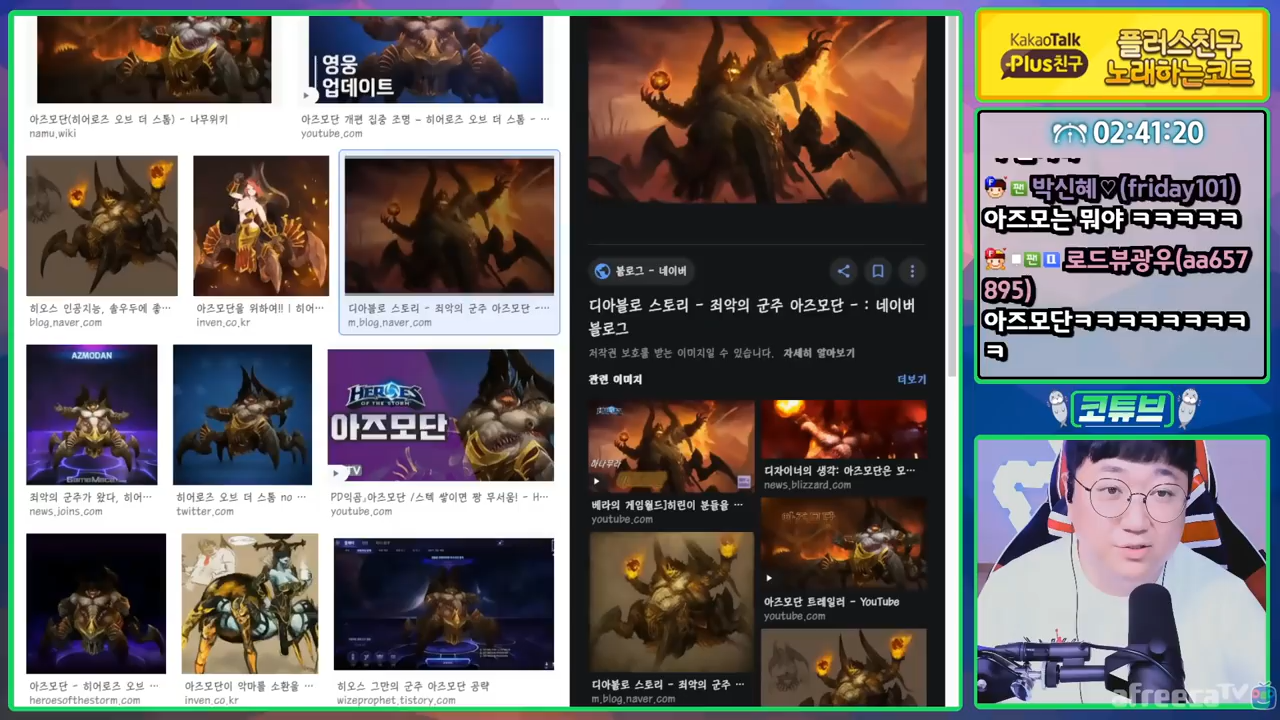 영웅
업데이트
아즈모단(히어로즈 오브 더 스톰) - 나무위키
namu.wiki
아즈모단 개편 집중 조명 – 히어로즈 오브 더 스톰 - ...
youtube.com
히오스 인공지능, 솔우두에 좋...
blog.naver.com
아즈모단을 위하여!! | 히어...
inven.co.kr
디아블로 스토리 - 죄악의 군주 아즈모단 -...
m.blog.naver.com
AZMODAN
GameMeca
죄악의 군주가 왔다, 히어...
news.joins.com
히어로즈 오브 더 스톰 no ...
twitter.com
HEROES
OF THE STORM
아즈모단
TV
PD익곰」아즈모단 /스텍 쌓이면 짱 무서움! - H...
youtube.com
아즈모단 - 히어로즈 오브 ...
heroesofthestorm.com
아즈모단이 악마를 소환을 ...
inven.co.kr
히오스 그만의 군주 아즈모단 공략
wizeprophet.tistory.com
블로그 - 네이버
디아블로 스토리 - 죄악의 군주 아즈모단 - : 네이버
블로그
저작권 보호를 받는 이미지일 수 있습니다. 자세히 알아보기
관련 이미지
더보기
베라의 게임월드]히린이 분들을 ...
youtube.com
디자이너의 생각: 아즈모단은 모...
news.blizzard.com
아즈모단 트레일러 - YouTube
youtube.com
디아블로 스토리 - 죄악의 군주 ...
m.blog.naver.com
KakaoTalk
Plus친구
플러스친구
노래하는코트
02:41:20
팬 박신혜♡(friday101)
아즈모는 뭐야 ㅋㅋㅋㅋㅋ
팬 로드뷰광우(aa657
895)
아즈모단ㅋㅋㅋㅋㅋㅋㅋㅋ
ㅋ
코튜브
afreecaTV